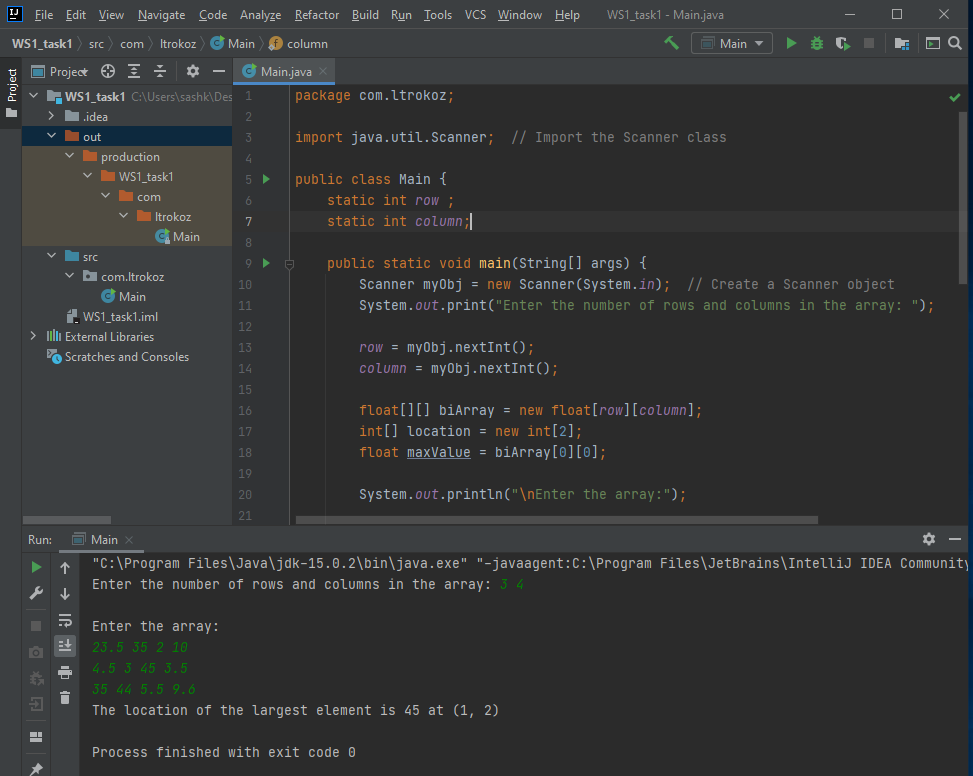 File Edit View Navigate Code Analyze Refactor Build Run Tools VCS Window Help WS1_task1 - Main.java
WS1_task1 src com ltrokoz Main column Main
Project
Project
Main.java
WS1_task1 C:\Users\sashk\Des
.idea
out
production
WS1_task1
com
ltrokoz
Main
src
com.ltrokoz
Main
WS1_task1.iml
External Libraries
Scratches and Consoles
1 package com.ltrokoz;
2
3 import java.util.Scanner; // Import the Scanner class
4
5 public class Main {
6 static int row ;
7 static int column;
8
9 public static void main(String[] args) {
10 Scanner myObj = new Scanner(System.in); // Create a Scanner object
11 System.out.print("Enter the number of rows and columns in the array: ");
12
13 row = myObj.nextInt();
14 column = myObj.nextInt();
15
16 float[][] biArray = new float[row][column];
17 int[] location = new int[2];
18 float maxValue = biArray[0][0];
19
20 System.out.println("\nEnter the array:");
21
Run: Main
"C:\Program Files\Java\jdk-15.0.2\bin\java.exe" "-javaagent:C:\Program Files\JetBrains\IntelliJ IDEA Community
Enter the number of rows and columns in the array: 3 4
Enter the array:
23.5 35 2 10
4.5 3 45 3.5
35 44 5.5 9.6
The location of the largest element is 45 at (1, 2)
Process finished with exit code 0